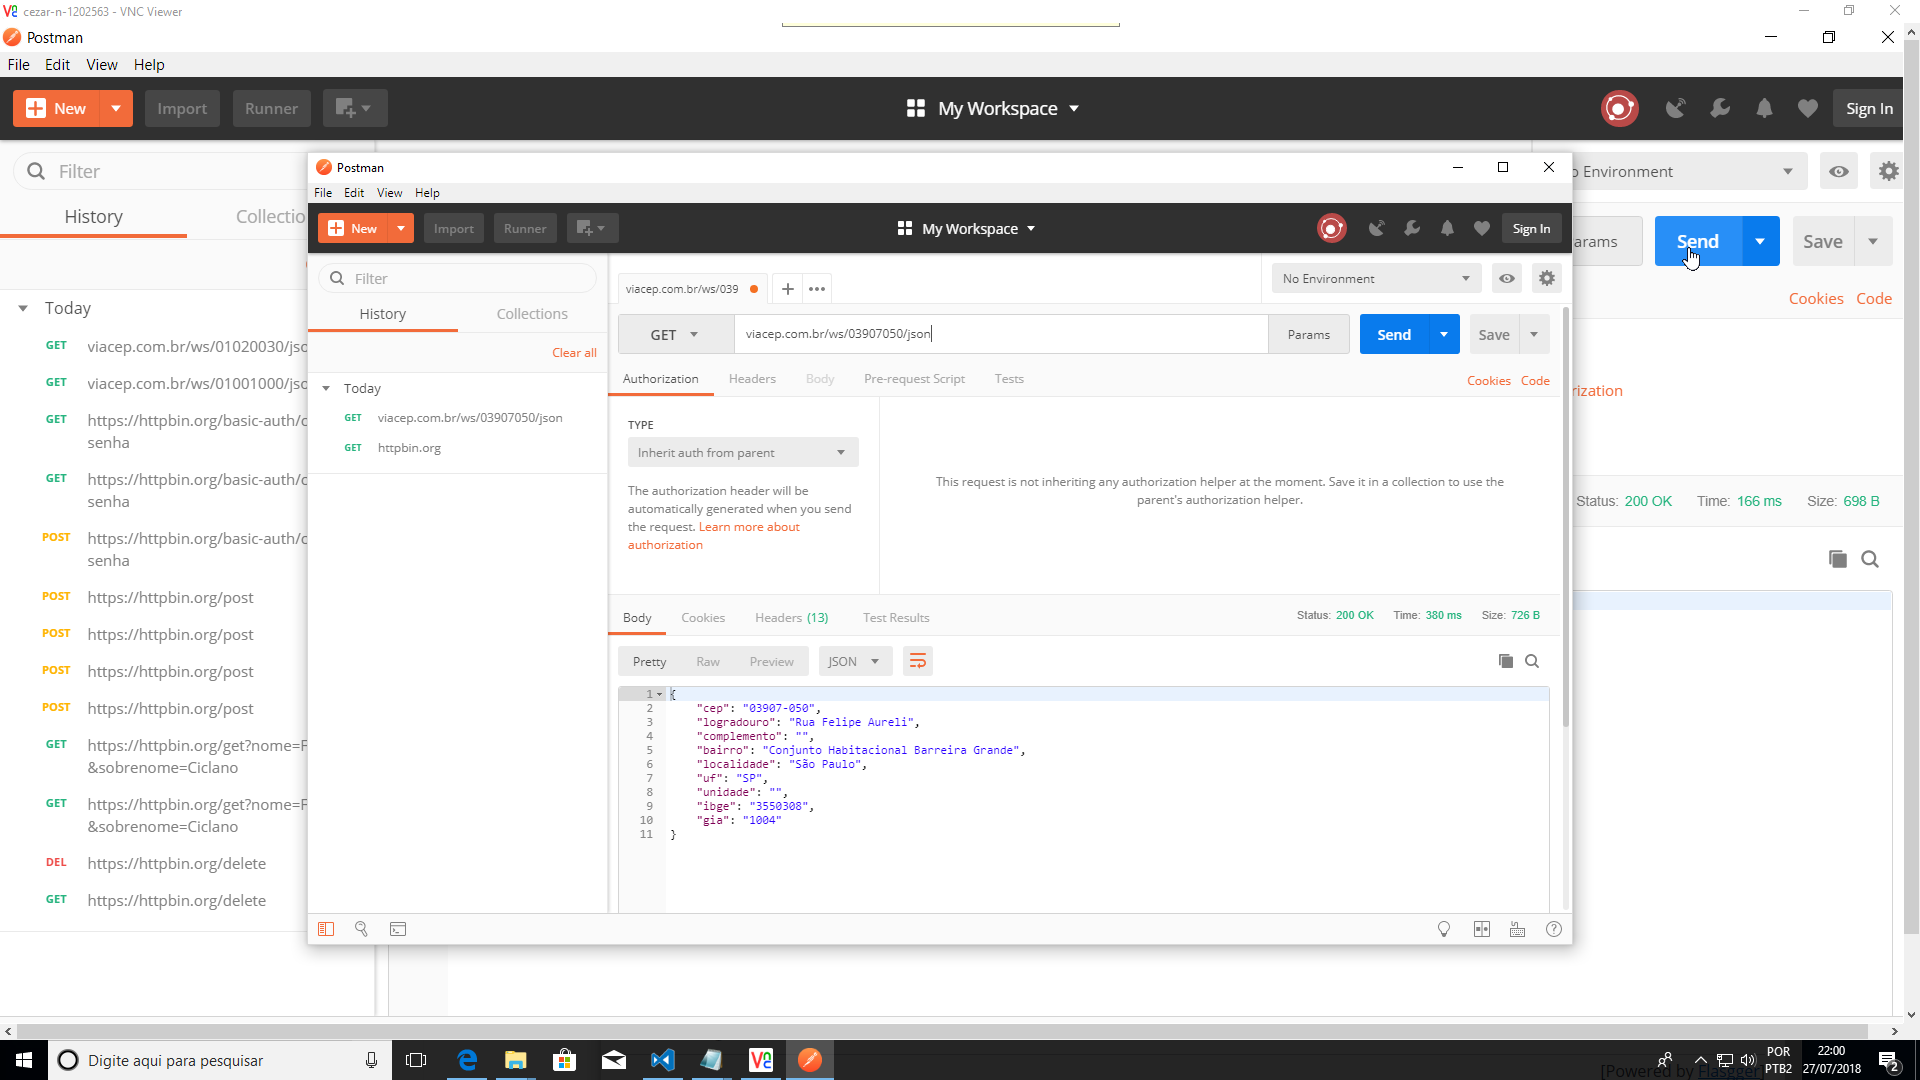 cezar-n-1202563 - VNC Viewer
Postman
File Edit View Help
New Import Runner My Workspace Sign In
Filter
History Collectio
Today
GET viacep.com.br/ws/01020030/jso
GET viacep.com.br/ws/01001000/jso
GET https://httpbin.org/basic-auth/c
senha
GET https://httpbin.org/basic-auth/c
senha
POST https://httpbin.org/basic-auth/c
senha
POST https://httpbin.org/post
POST https://httpbin.org/post
POST https://httpbin.org/post
POST https://httpbin.org/post
GET https://httpbin.org/get?nome=F
&sobrenome=Ciclano
GET https://httpbin.org/get?nome=F
&sobrenome=Ciclano
DEL https://httpbin.org/delete
GET https://httpbin.org/delete
Postman
File Edit View Help
New Import Runner My Workspace Sign In
Filter
History Collections
Clear all
Today
GET viacep.com.br/ws/03907050/json
GET httpbin.org
viacep.com.br/ws/039
No Environment
GET viacep.com.br/ws/03907050/json Params Send Save
Authorization Headers Body Pre-request Script Tests Cookies Code
TYPE
Inherit auth from parent
The authorization header will be
automatically generated when you send
the request. Learn more about
authorization
This request is not inheriting any authorization helper at the moment. Save it in a collection to use the
parent's authorization helper.
Body Cookies Headers (13) Test Results Status: 200 OK Time: 380 ms Size: 726 B
Pretty Raw Preview JSON
1 {
2 "cep": "03907-050",
3 "logradouro": "Rua Felipe Aureli",
4 "complemento": "",
5 "bairro": "Conjunto Habitacional Barreira Grande",
6 "localidade": "São Paulo",
7 "uf": "SP",
8 "unidade": "",
9 "ibge": "3550308",
10 "gia": "1004"
11 }
o Environment
arams Send Save
Cookies Code
rization
Status: 200 OK Time: 166 ms Size: 698 B
Digite aqui para pesquisar
POR
PTB2
22:00
27/07/2018
2
[Powered by Flasgger]